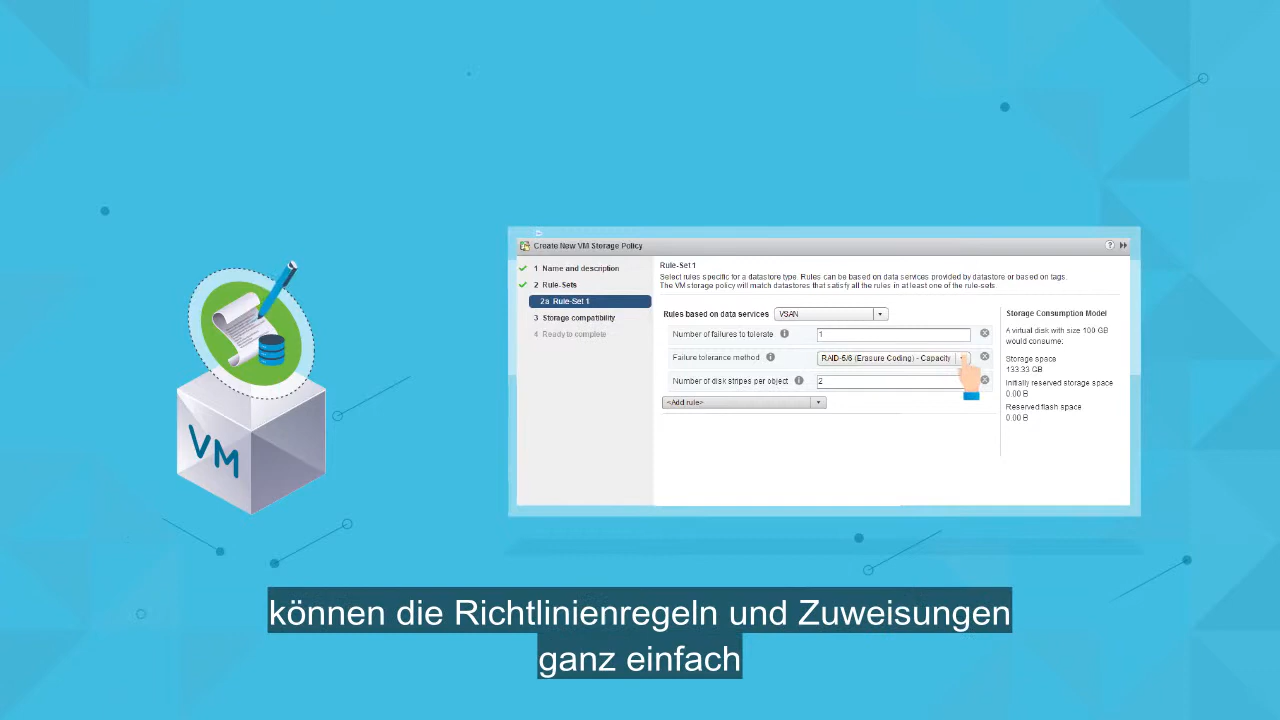 Create New VM Storage Policy
1 Name and description
2 Rule-Sets
2a Rule-Set 1
3 Storage compatibility
4 Ready to complete
Rule-Set 1
Select rules specific for a datastore type. Rules can be based on data services provided by datastore or based on tags.
The VM storage policy will match datastores that satisfy all the rules in at least one of the rule-sets.
Rules based on data services VSAN
Number of failures to tolerate 1
Failure tolerance method RAID-5/6 (Erasure Coding) - Capacity
Number of disk stripes per object 2
<Add rule>
Storage Consumption Model
A virtual disk with size 100 GB
would consume:
Storage space
133.33 GB
Initially reserved storage space
0.00 B
Reserved flash space
0.00 B
VM
können die Richtlinienregeln und Zuweisungen
ganz einfach